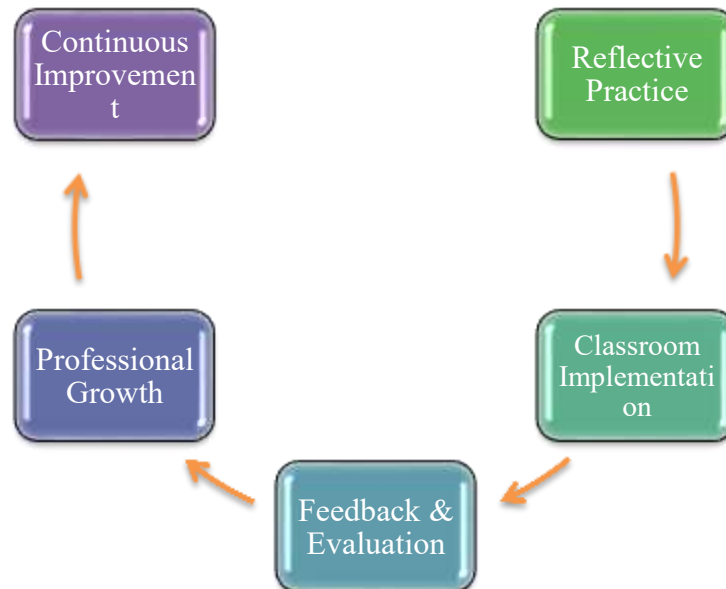 Continuous
Improvemen
t
Reflective
Practice
Classroom
Implementati
on
Feedback &
Evaluation
Professional
Growth